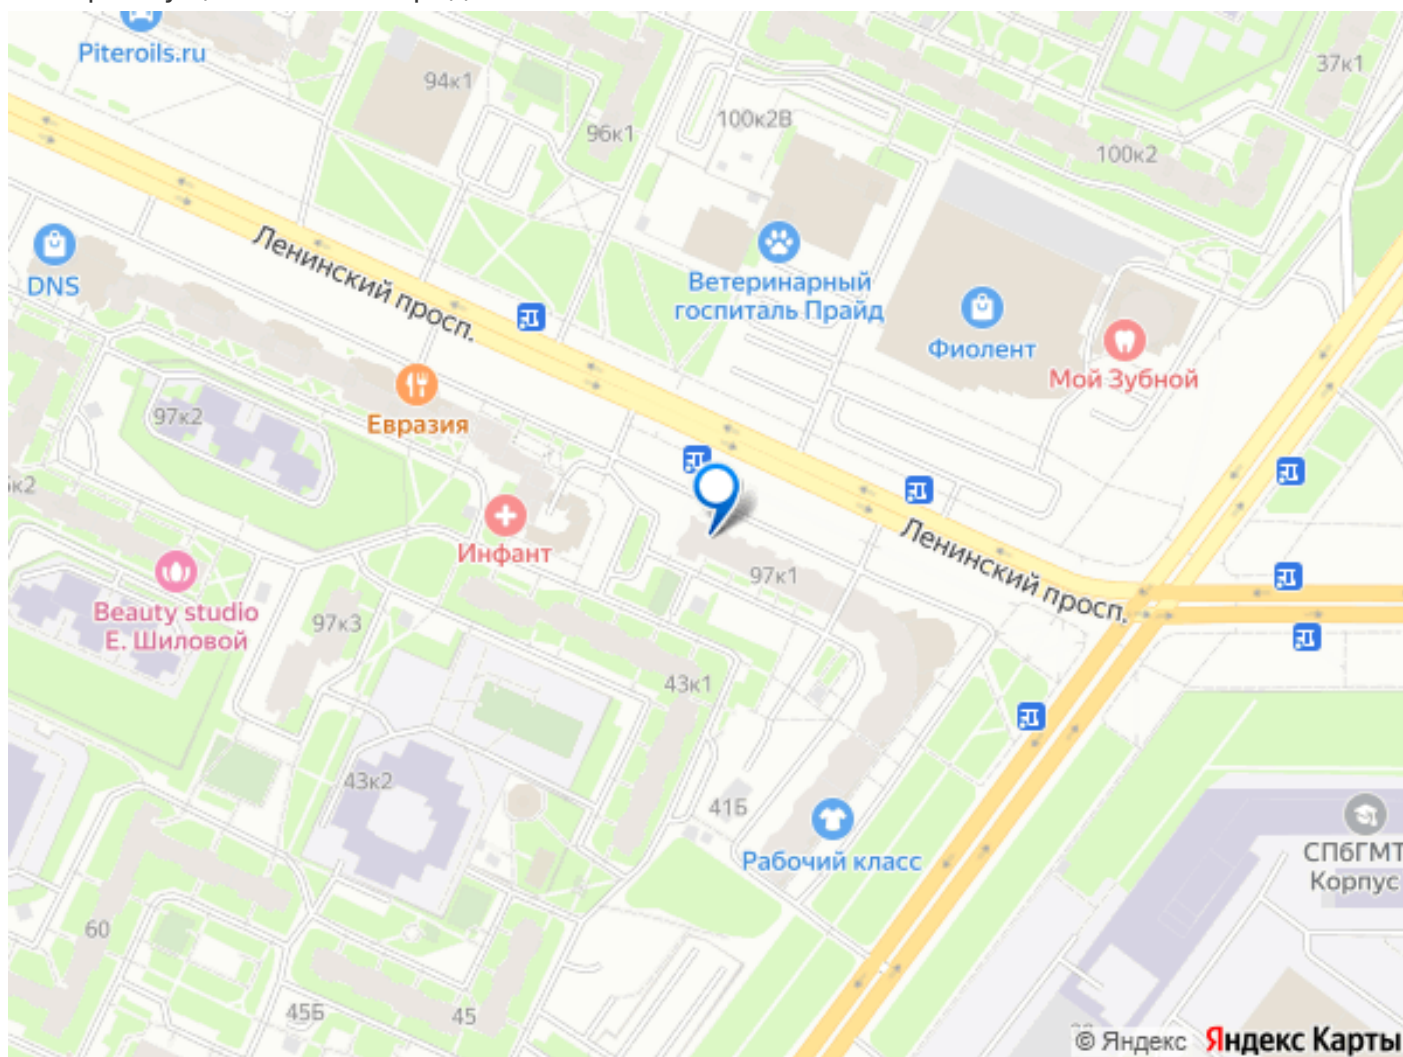 Piteroils.ru
94к1
96к1
100к2В
37к1
100к2
DNS
Ленинский просп.
Ветеринарный
госпиталь Прайд
Фиолент
Мой Зубной
Евразия
97к2
к2
Инфант
Ленинский просп.
97к1
Beauty studio
Е. Шиловой
97к3
43к1
43к2
41Б
Рабочий класс
СПбГМТ
Корпус
60
45Б
45
© Яндекс Яндекс Карты